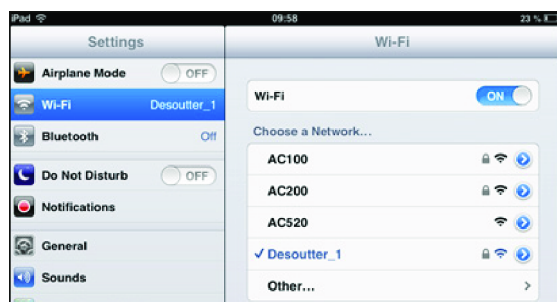 iPad 09:58 23 %
Settings
Wi-Fi
Airplane Mode OFF
Wi-Fi Desoutter_1
Bluetooth Off
Do Not Disturb OFF
Notifications
General
Sounds
Wi-Fi ON
Choose a Network...
AC100
AC200
AC520
Desoutter_1
Other...